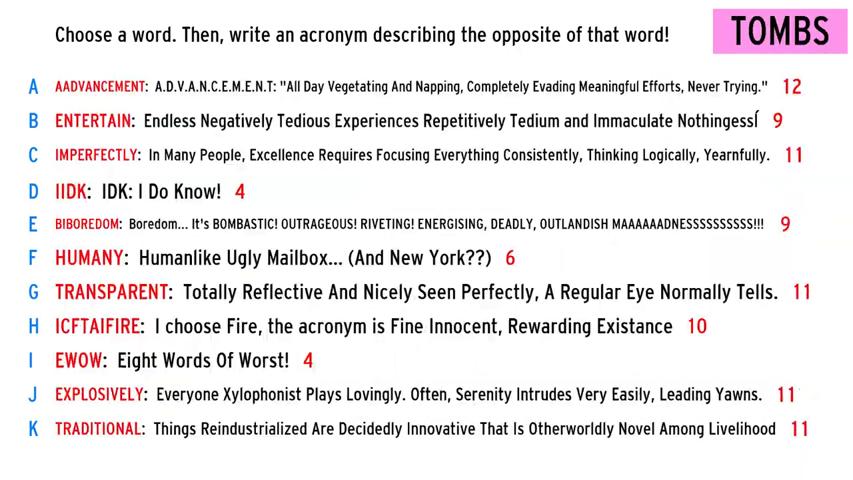 Choose a word. Then, write an acronym describing the opposite of that word!
TOMBS
A AADVANCEMENT: A.D.V.A.N.C.E.M.E.N.T: "All Day Vegetating And Napping, Completely Evading Meaningful Efforts, Never Trying." 12
B ENTERTAIN: Endless Negatively Tedious Experiences Repetitively Tedium and Immaculate NothingessÍ 9
C IMPERFECTLY: In Many People, Excellence Requires Focusing Everything Consistently, Thinking Logically, Yearnfully. 11
D IIDK: IDK: I Do Know! 4
E BIBOREDOM: Boredom... It's BOMBASTIC! OUTRAGEOUS! RIVETING! ENERGISING, DEADLY, OUTLANDISH MAAAAAADNESSSSSSSSSS!!! 9
F HUMANY: Humanlike Ugly Mailbox... (And New York??) 6
G TRANSPARENT: Totally Reflective And Nicely Seen Perfectly, A Regular Eye Normally Tells. 11
H ICFTAIFIRE: I choose Fire, the acronym is Fine Innocent, Rewarding Existance 10
I EWOW: Eight Words Of Worst! 4
J EXPLOSIVELY: Everyone Xylophonist Plays Lovingly. Often, Serenity Intrudes Very Easily, Leading Yawns. 11
K TRADITIONAL: Things Reindustrialized Are Decidedly Innovative That Is Otherworldly Novel Among Livelihood 11